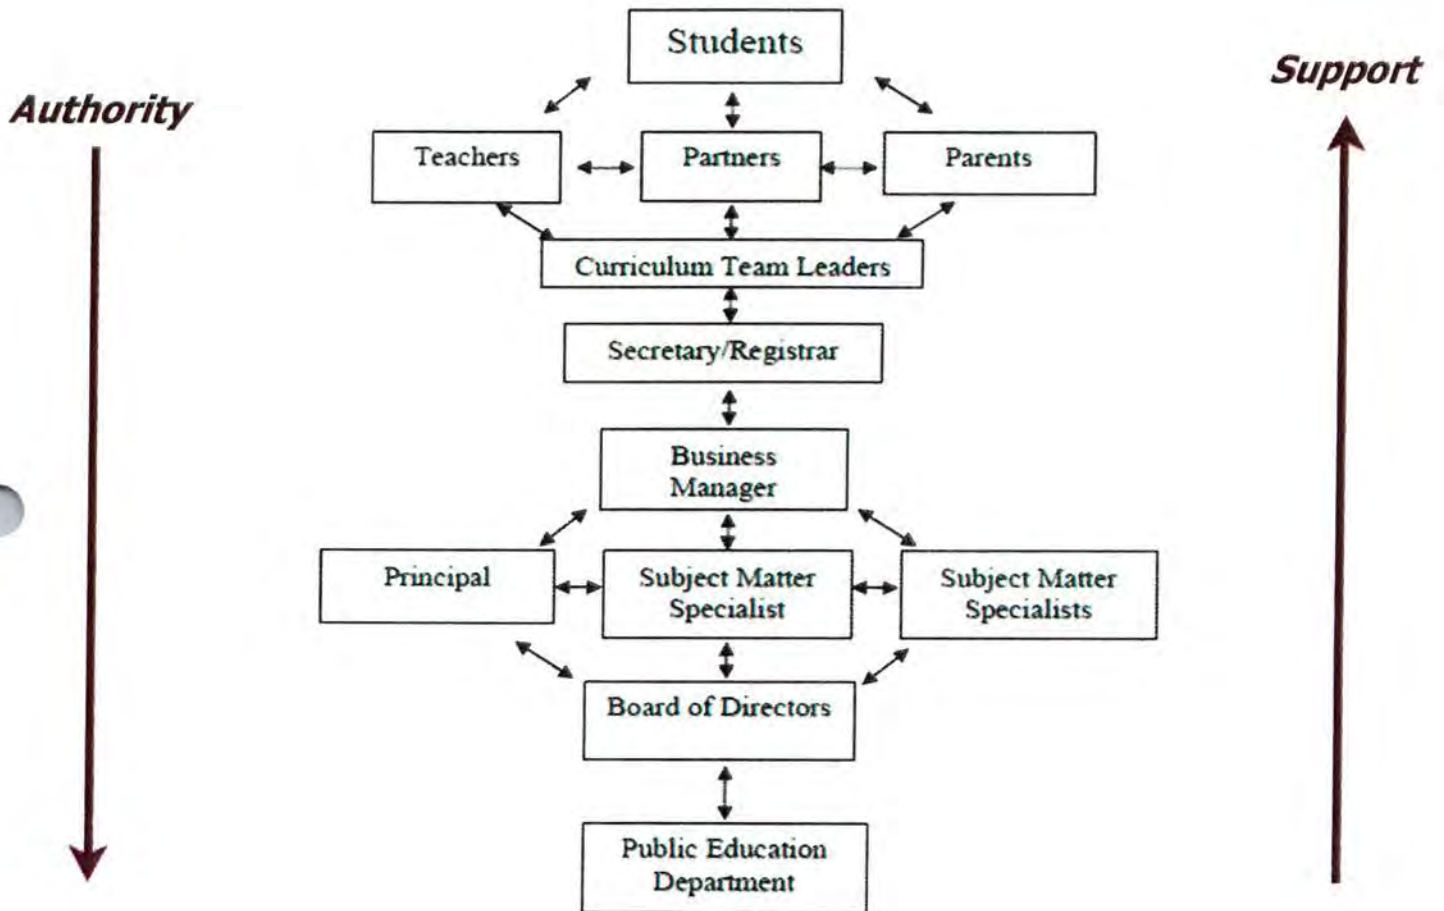 Students
Support
Authority
Teachers
Partners
Parents
Curriculum Team Leaders
Secretary/Registrar
Business
Manager
Principal
Subject Matter
Specialist
Subject Matter
Specialists
Board of Directors
Public Education
Department